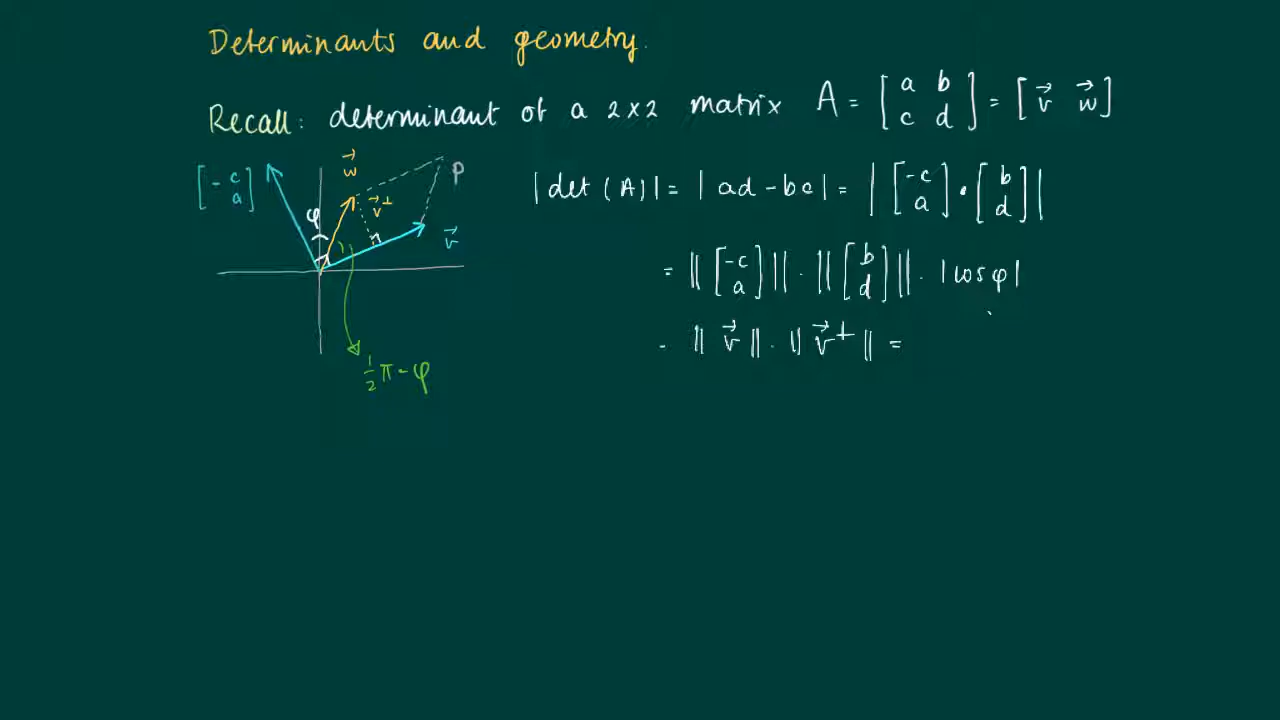 Determinants and geometry.
Recall: determinant of a 2×2 matrix A = [a b; c d] = [v⃗ w⃗]
[-c; a]
φ
w⃗
v⃗⊥
P
v⃗
½π - φ
|det (A)| = |ad - bc| = |[-c; a] · [b; d]|
= ||[-c; a]|| · ||[b; d]|| · |cos φ|
= ||v⃗|| · ||v⃗⊥|| =